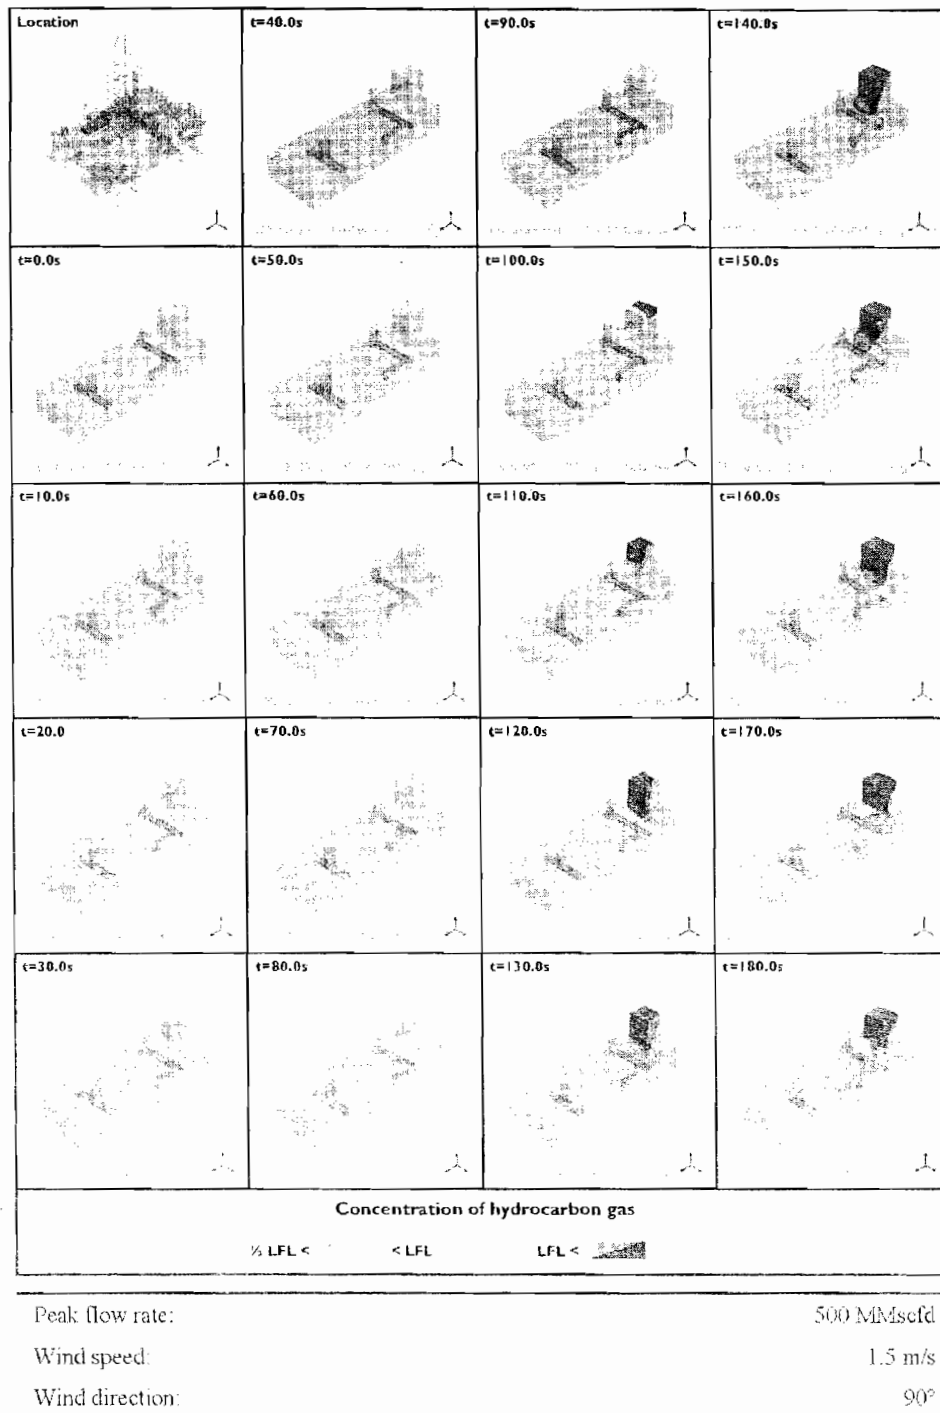 Location t=40.0s t=90.0s t=140.0s
t=0.0s t=50.0s t=100.0s t=150.0s
t=10.0s t=60.0s t=110.0s t=160.0s
t=20.0 t=70.0s t=120.0s t=170.0s
t=30.0s t=80.0s t=130.0s t=180.0s
Concentration of hydrocarbon gas
½ LFL < < LFL LFL <
Peak flow rate: 500 MMscfd
Wind speed: 1.5 m/s
Wind direction: 90°